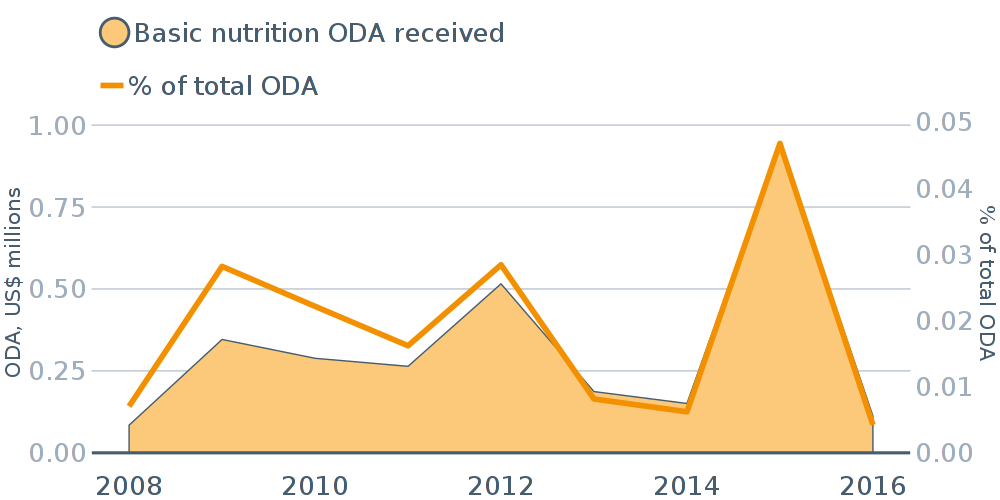 Basic nutrition ODA received
% of total ODA
ODA, US$ millions
1.00
0.75
0.50
0.25
0.00
0.05
0.04
0.03
0.02
0.01
0.00
% of total ODA
2008 2010 2012 2014 2016